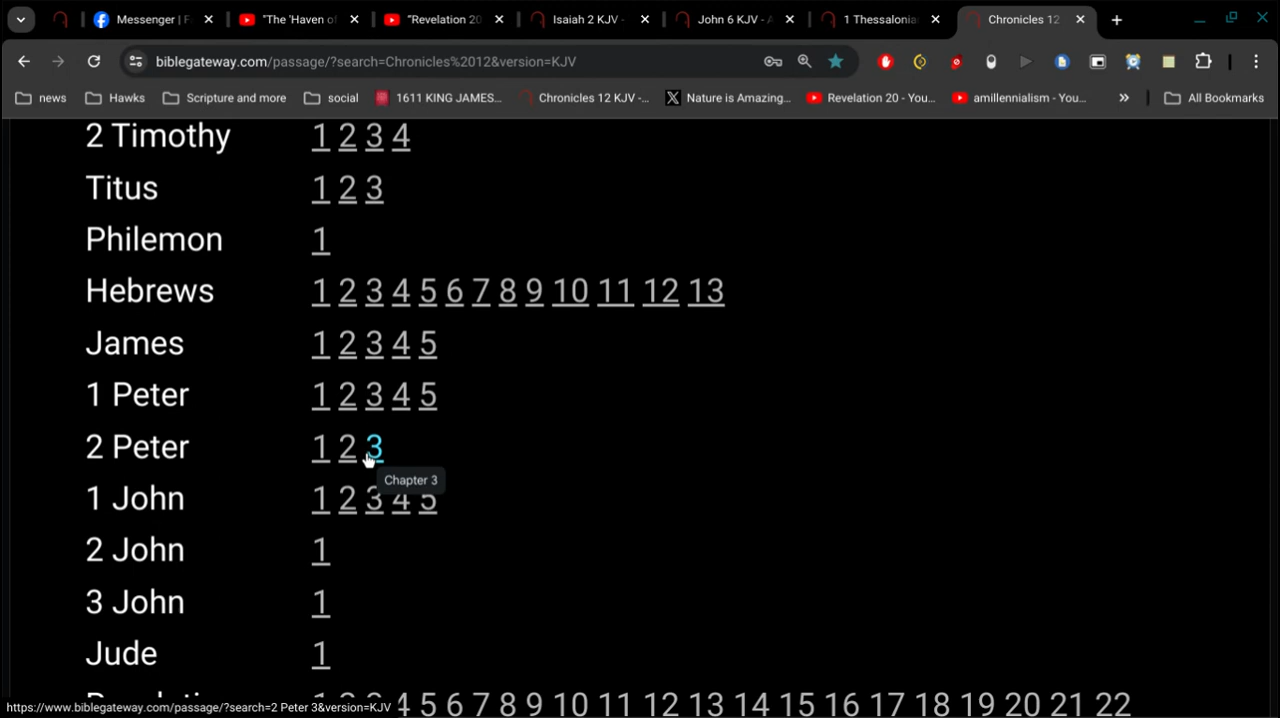 Messenger | F
"The 'Haven of
"Revelation 20
Isaiah 2 KJV -
John 6 KJV - A
1 Thessalonia
Chronicles 12
biblegateway.com/passage/?search=Chronicles%2012&version=KJV
news
Hawks
Scripture and more
social
1611 KING JAMES...
Chronicles 12 KJV -...
Nature is Amazing...
Revelation 20 - You...
amillennialism - You...
All Bookmarks
2 Timothy 1 2 3 4
Titus 1 2 3
Philemon 1
Hebrews 1 2 3 4 5 6 7 8 9 10 11 12 13
James 1 2 3 4 5
1 Peter 1 2 3 4 5
2 Peter 1 2 3
Chapter 3
1 John 1 2 3 4 5
2 John 1
3 John 1
Jude 1
4 5 6 7 8 9 10 11 12 13 14 15 16 17 18 19 20 21 22
https://www.biblegateway.com/passage/?search=2 Peter 3&version=KJV